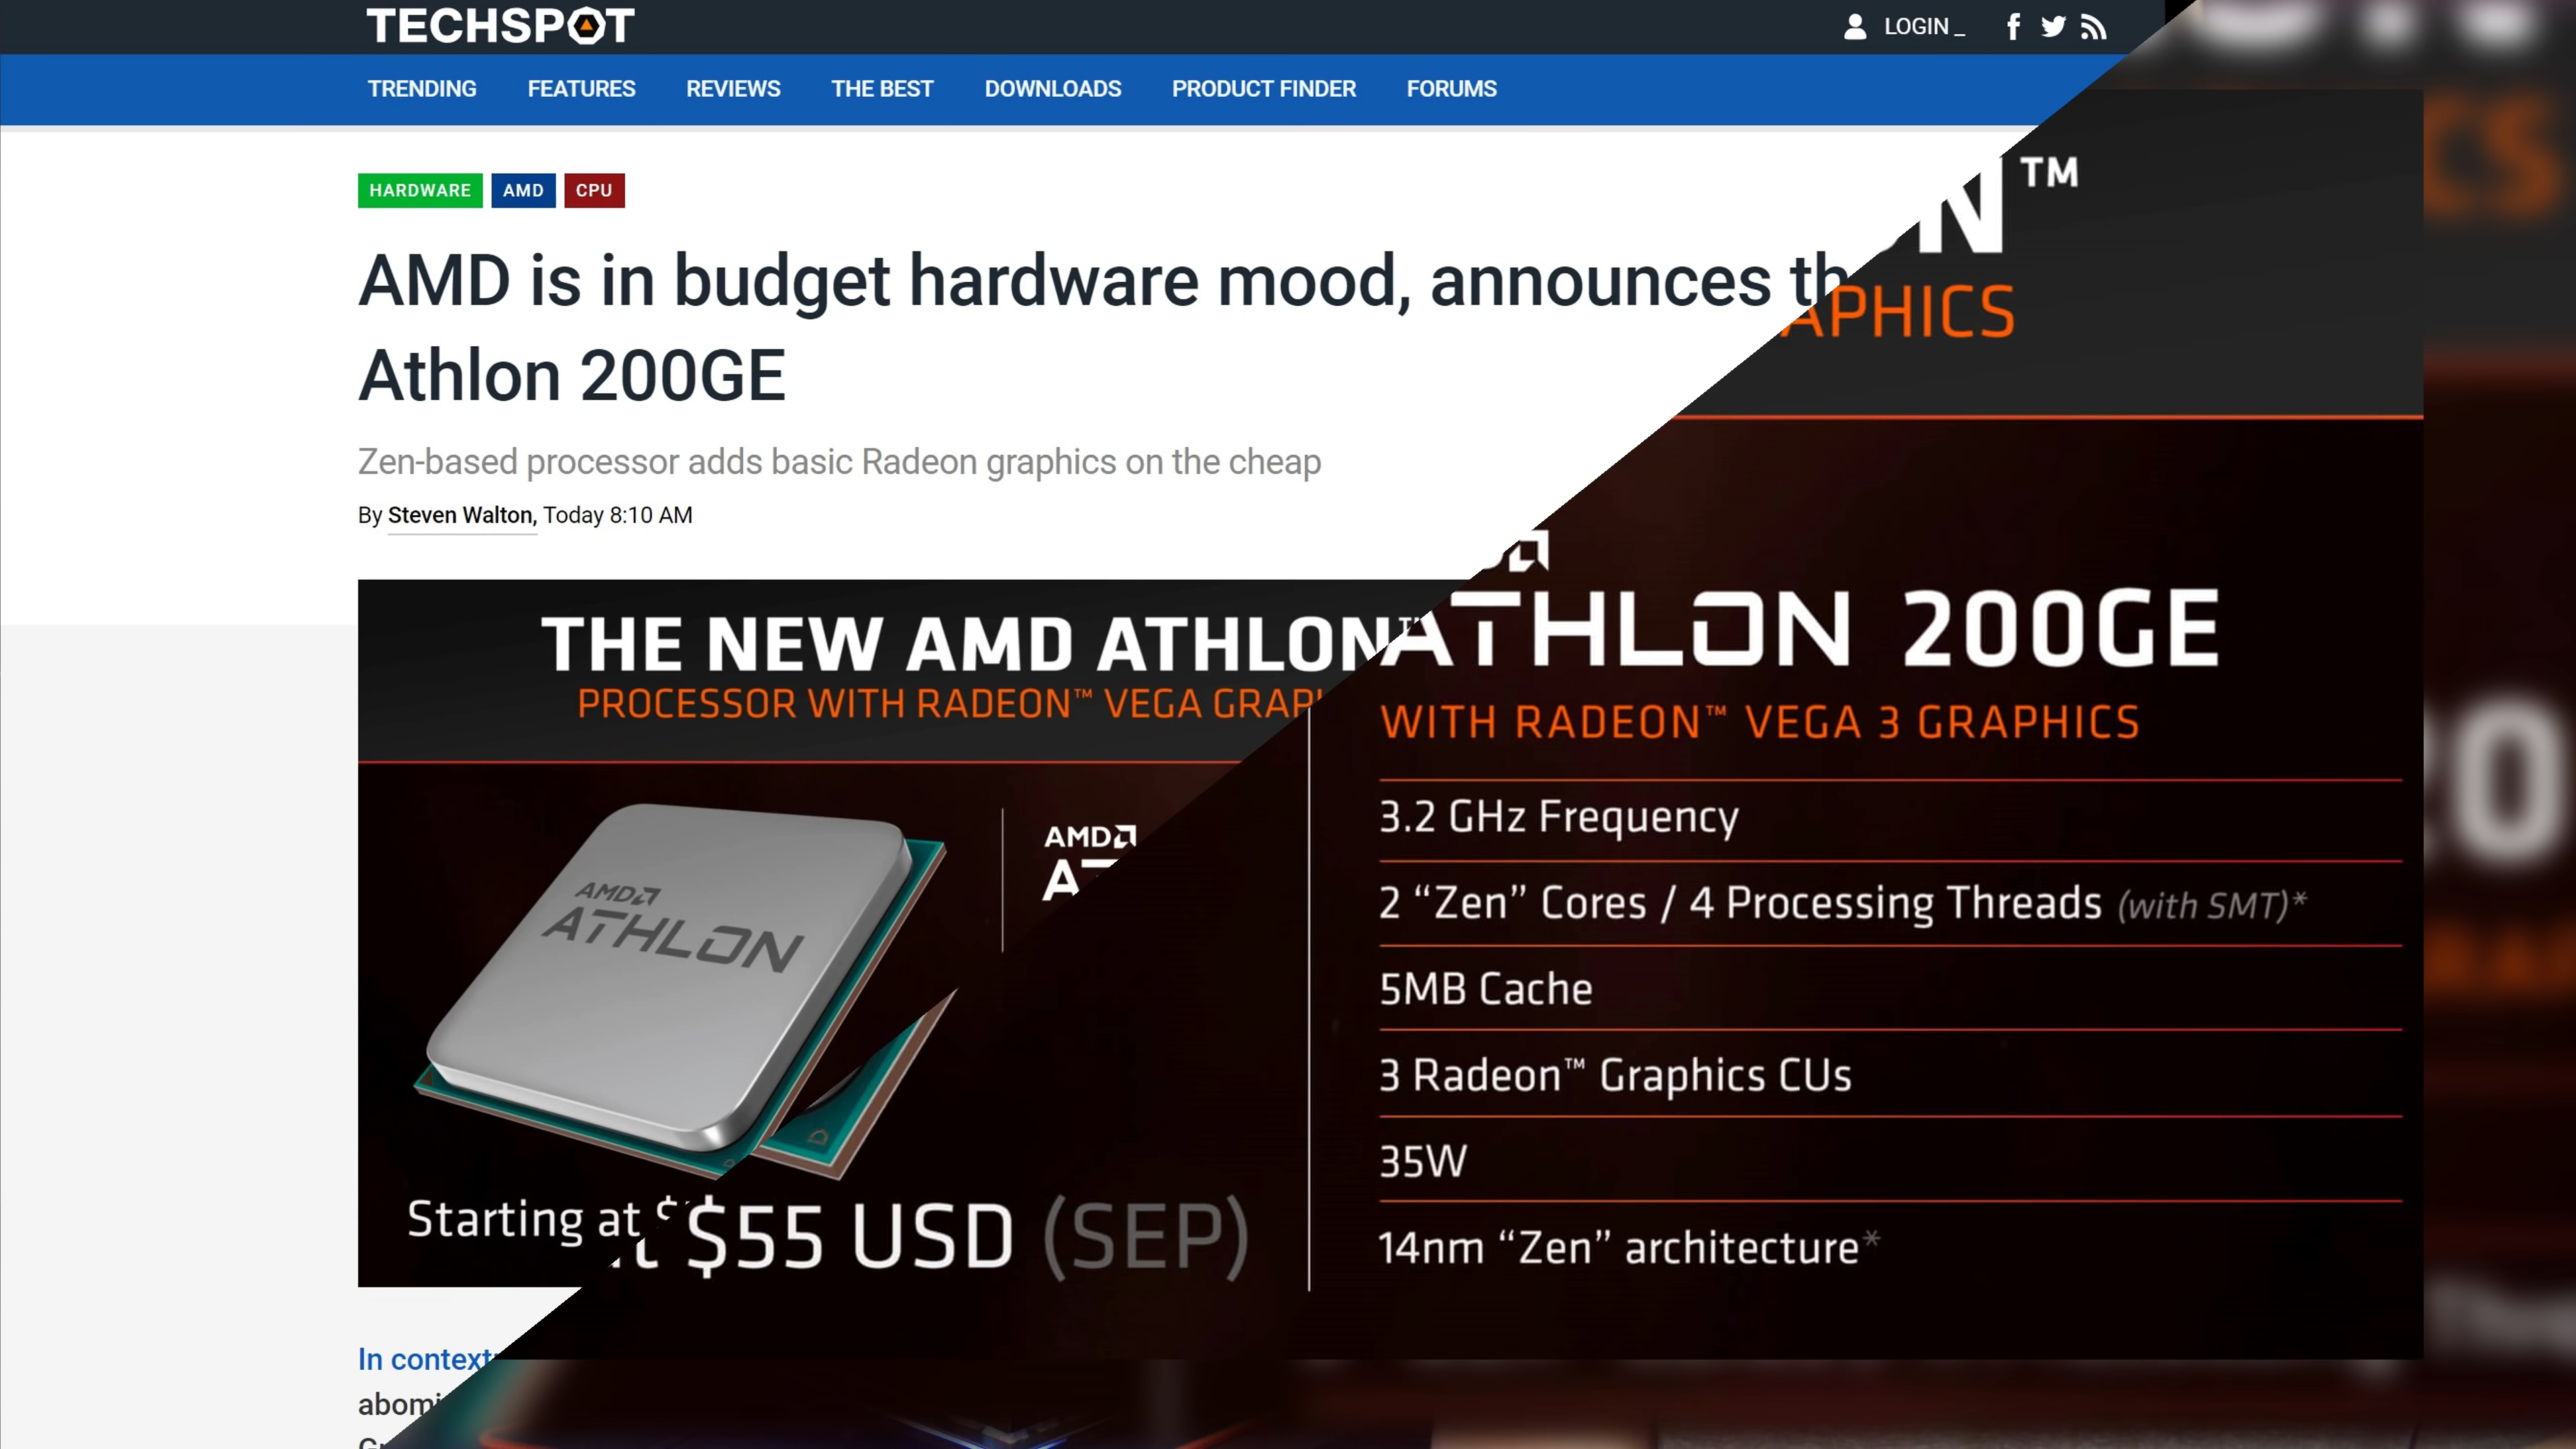 TECHSPOT
LOGIN _
TRENDING FEATURES REVIEWS THE BEST DOWNLOADS PRODUCT FINDER FORUMS
HARDWARE AMD CPU
AMD is in budget hardware mood, announces th
Athlon 200GE
Zen-based processor adds basic Radeon graphics on the cheap
By Steven Walton, Today 8:10 AM
THE NEW AMD ATHLON™
PROCESSOR WITH RADEON™ VEGA GRAP
AMD
ATHLON
AMD
Starting at
$55 USD (SEP)
In context:
N™
APHICS
ATHLON 200GE
WITH RADEON™ VEGA 3 GRAPHICS
3.2 GHz Frequency
2 “Zen” Cores / 4 Processing Threads (with SMT)*
5MB Cache
3 Radeon™ Graphics CUs
35W
14nm “Zen” architecture*